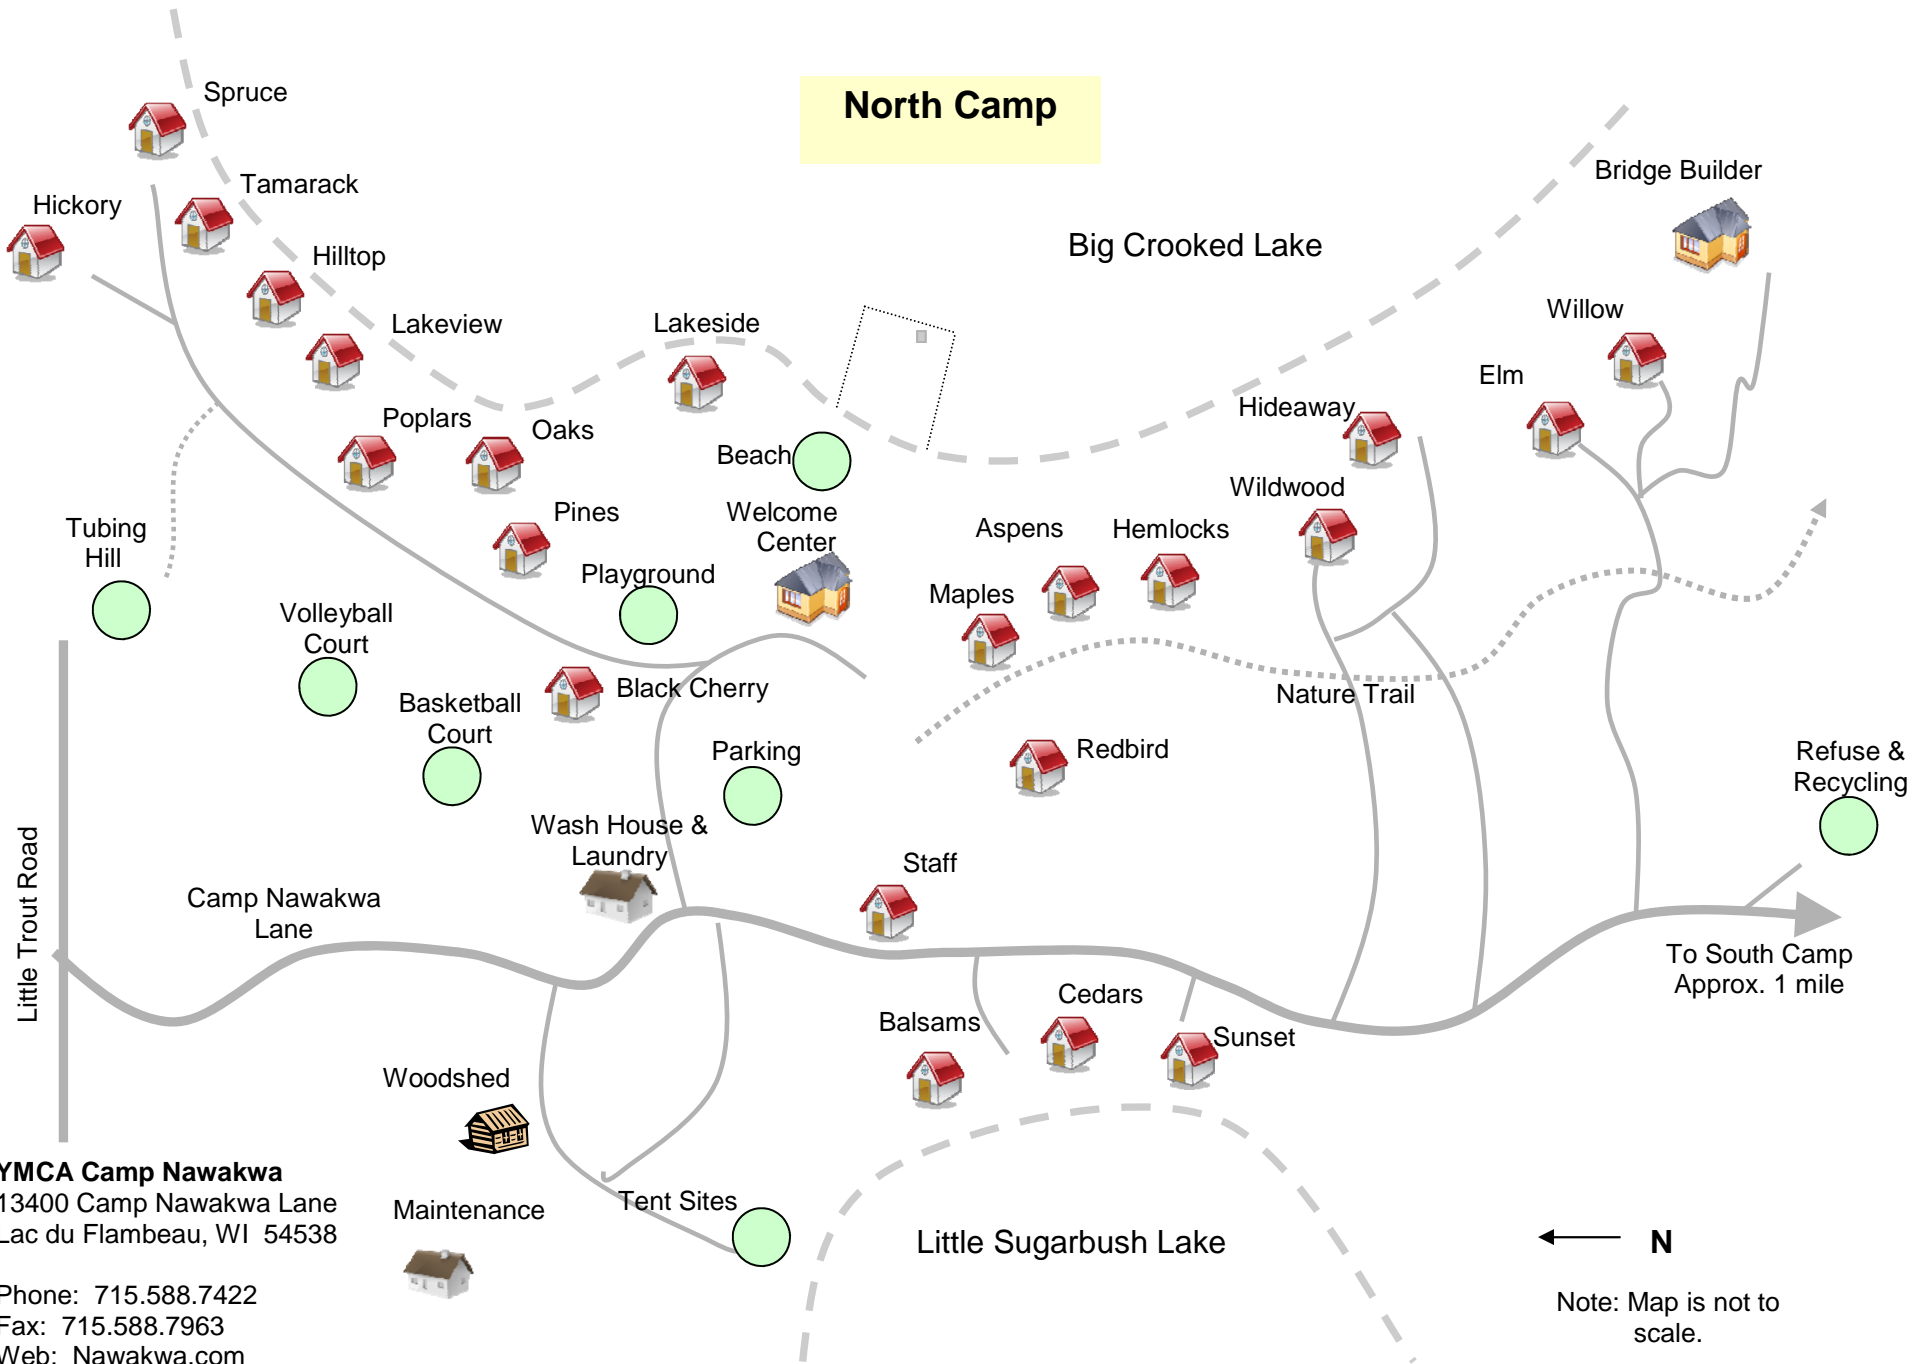 North Camp
Spruce
Bridge Builder
Tamarack
Hickory
Big Crooked Lake
Hilltop
Willow
Lakeview
Lakeside
Elm
Hideaway
Poplars
Oaks
Beach
Wildwood
Pines
Welcome
Center
Aspens
Hemlocks
Tubing
Hill
Playground
Maples
Volleyball
Court
Black Cherry
Nature Trail
Basketball
Court
Parking
Redbird
Refuse &
Recycling
Wash House &
Laundry
Staff
Little Trout Road
Camp Nawakwa
Lane
To South Camp
Approx. 1 mile
Cedars
Balsams
Sunset
Woodshed
YMCA Camp Nawakwa
13400 Camp Nawakwa Lane
Lac du Flambeau, WI 54538
Phone: 715.588.7422
Fax: 715.588.7963
Web: Nawakwa.com
Maintenance
Tent Sites
Little Sugarbush Lake
N
Note: Map is not to
scale.